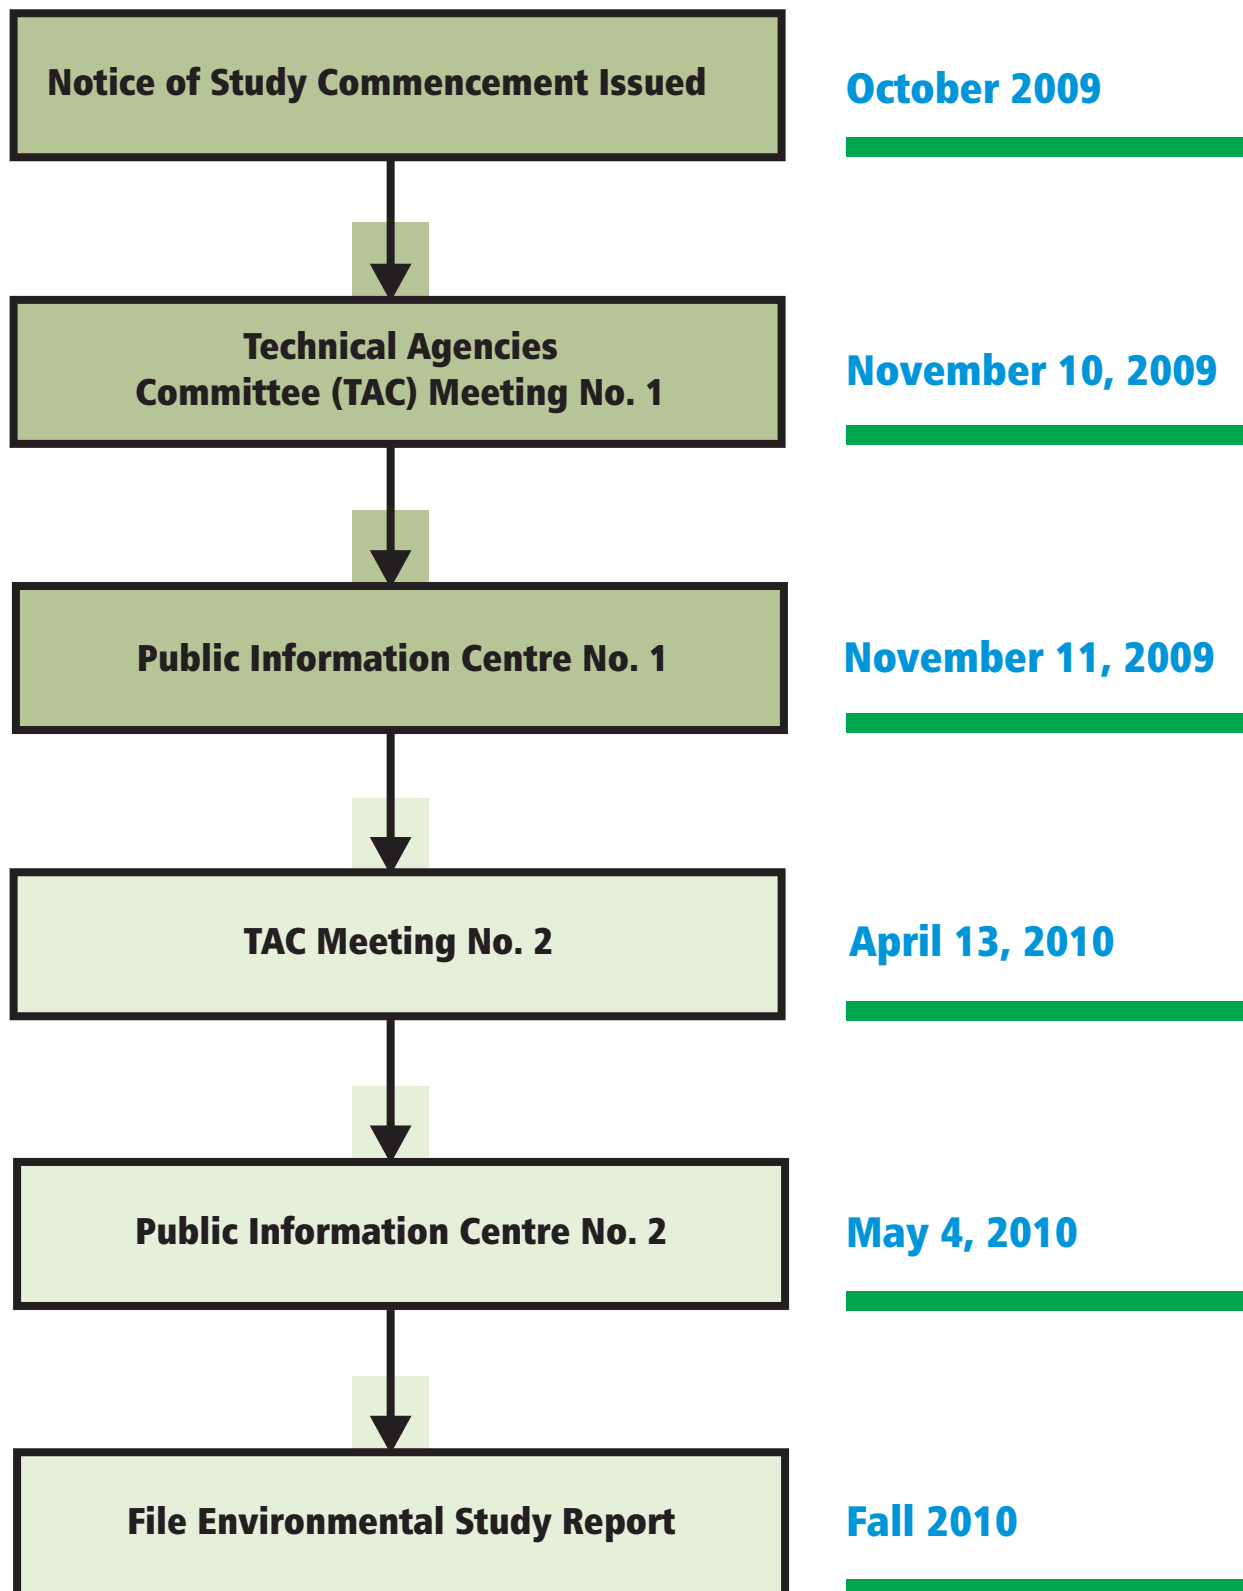 Notice of Study Commencement Issued
October 2009
Technical Agencies
Committee (TAC) Meeting No. 1
November 10, 2009
Public Information Centre No. 1
November 11, 2009
TAC Meeting No. 2
April 13, 2010
Public Information Centre No. 2
May 4, 2010
File Environmental Study Report
Fall 2010